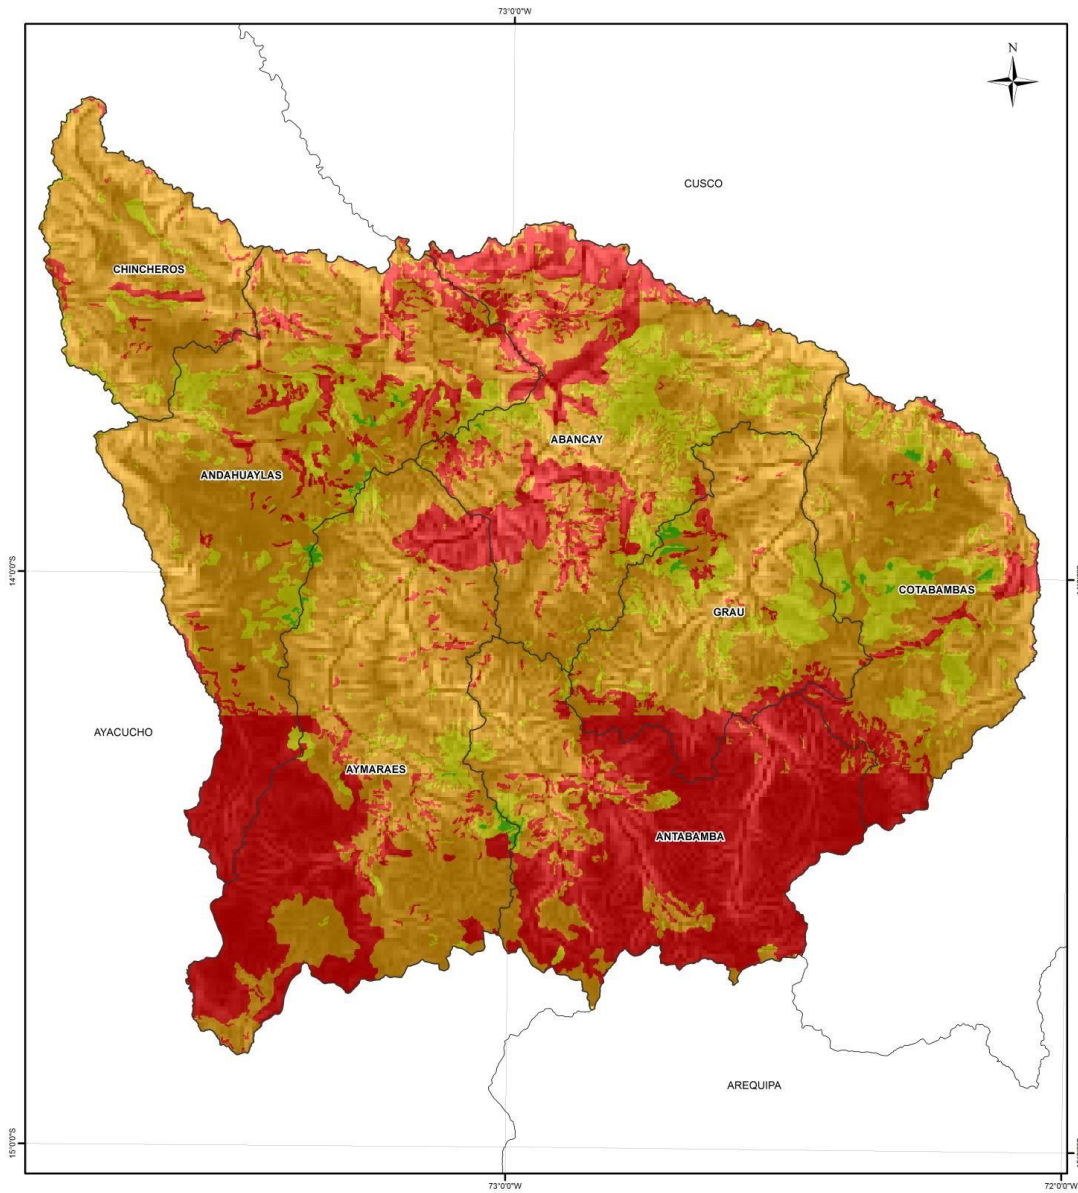 73°0'0"W
N
CUSCO
CHINCHEROS
ABANCAY
ANDAHUAYLAS
14°0'0"S
COTABAMBAS
GRAU
AYACUCHO
AYMARAES
ANTABAMBA
AREQUIPA
15°0'0"S
73°0'0"W
72°0'0"W